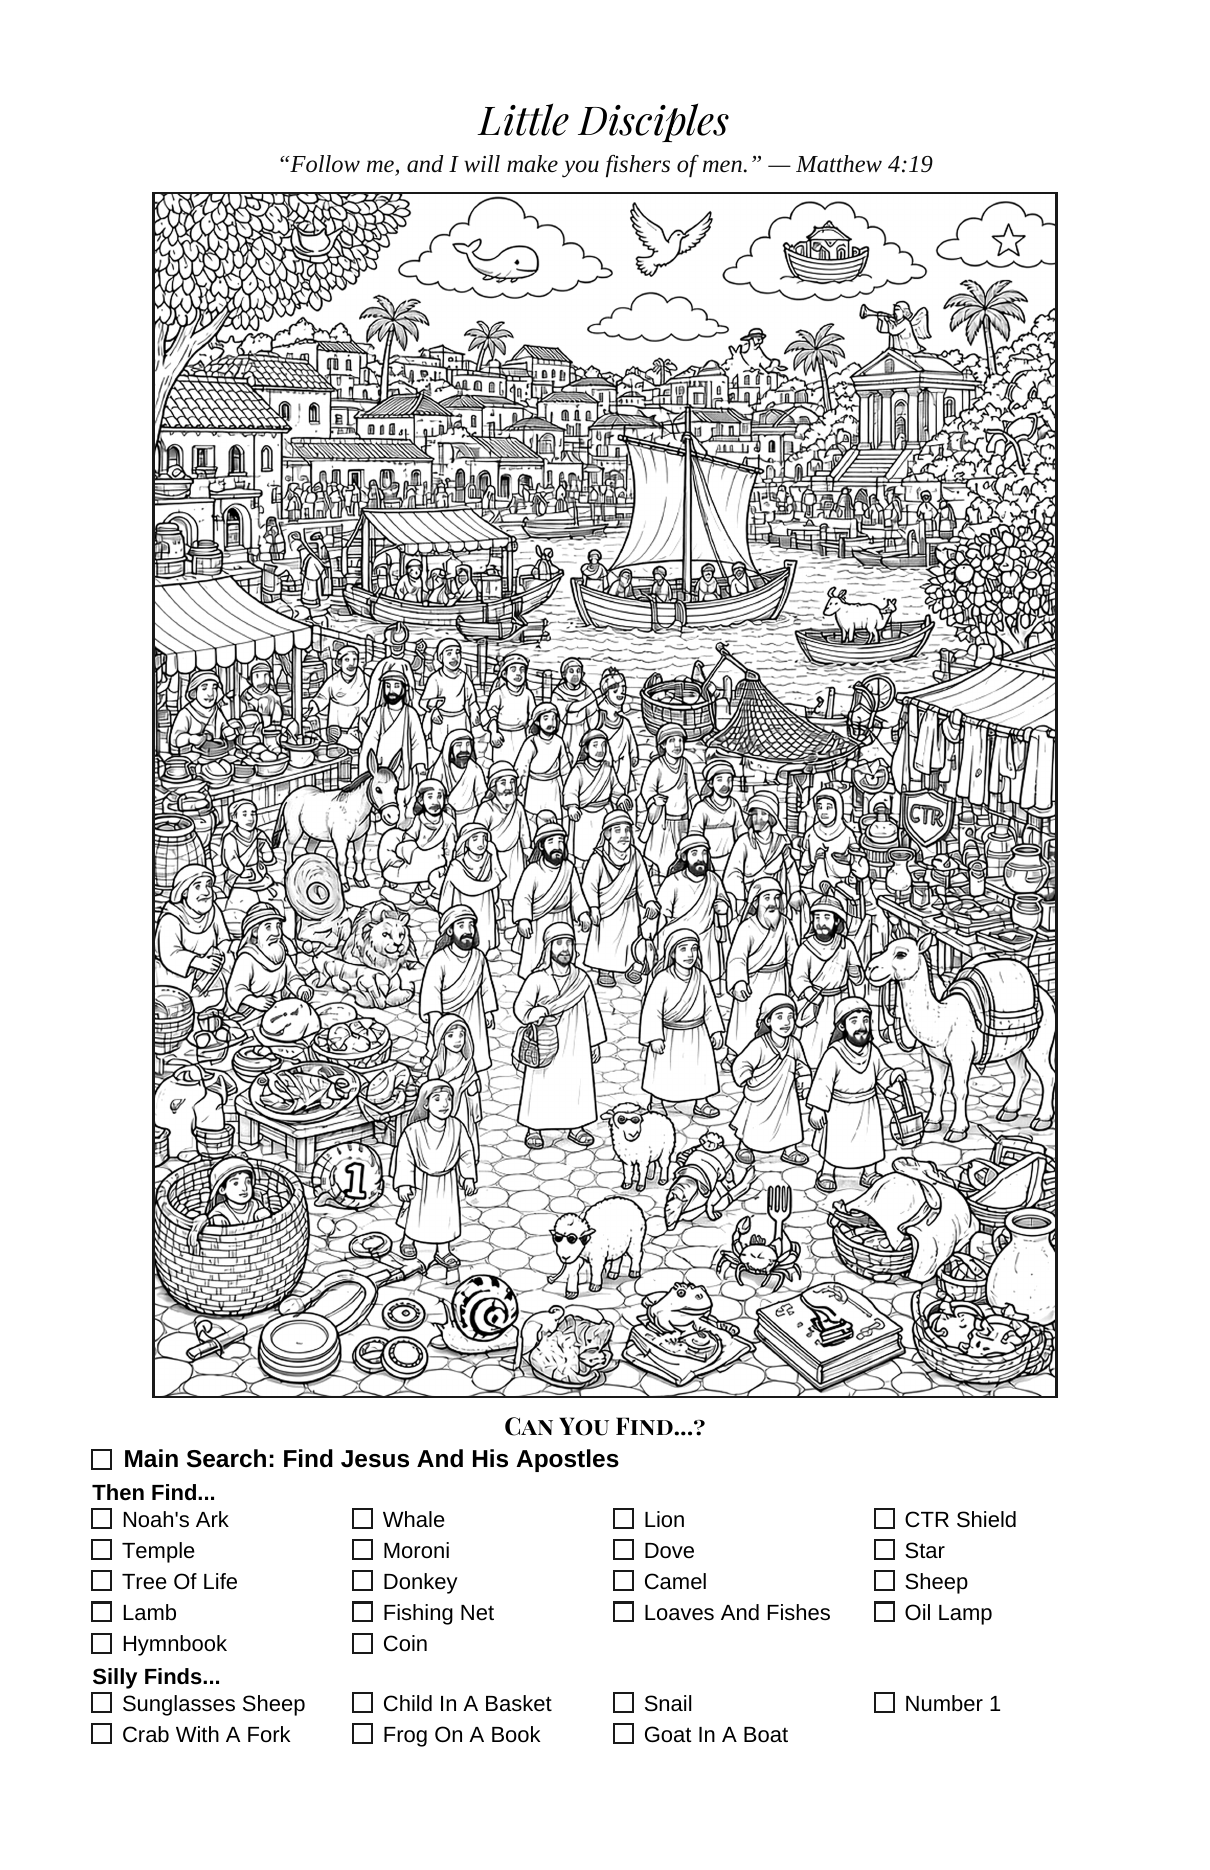 Little Disciples
“Follow me, and I will make you fishers of men.” — Matthew 4:19
CTR
1
CAN YOU FIND...?
Main Search: Find Jesus And His Apostles
Then Find...
Noah's Ark Whale Lion CTR Shield
Temple Moroni Dove Star
Tree Of Life Donkey Camel Sheep
Lamb Fishing Net Loaves And Fishes Oil Lamp
Hymnbook Coin
Silly Finds...
Sunglasses Sheep Child In A Basket Snail Number 1
Crab With A Fork Frog On A Book Goat In A Boat